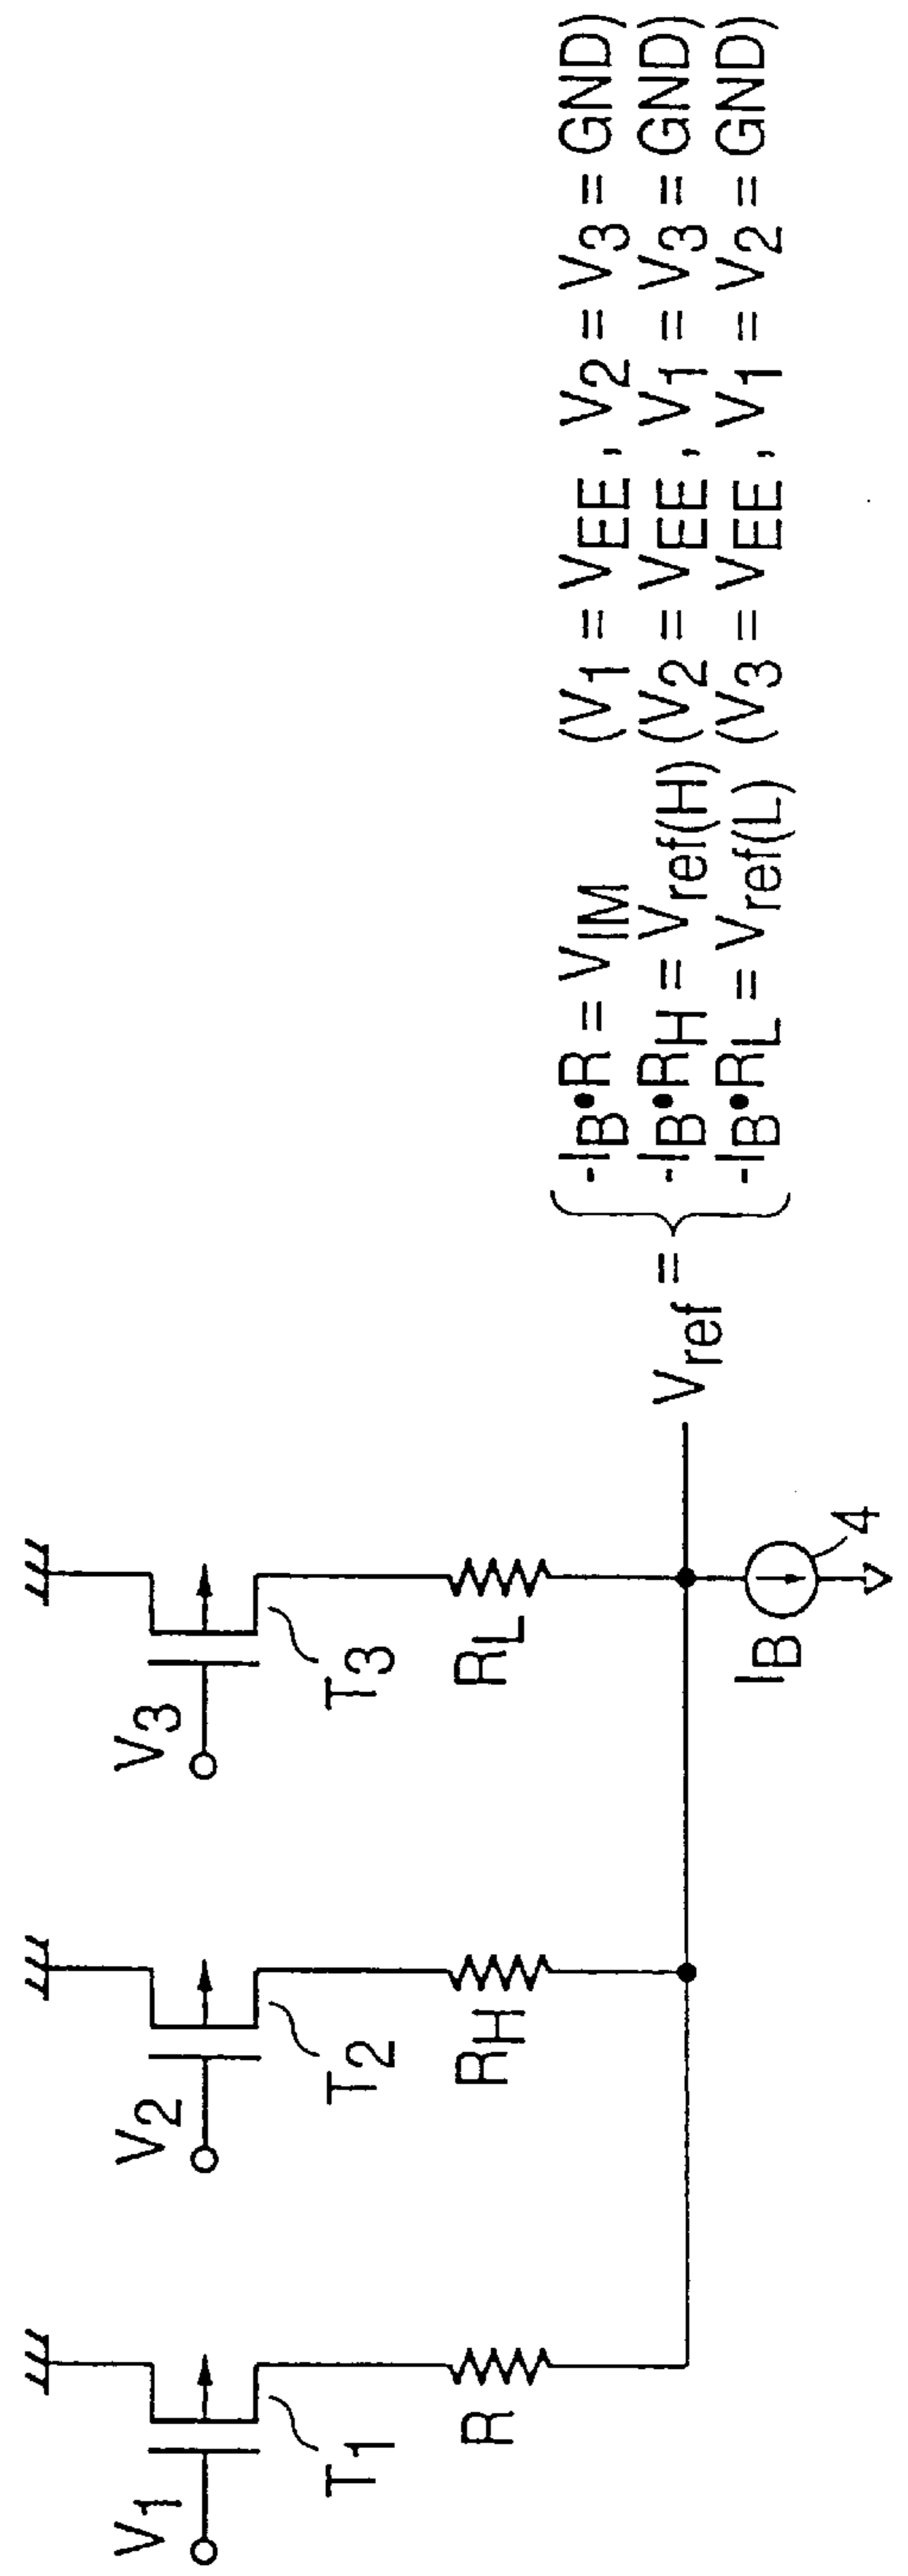 V1
T1
R
V2
T2
RH
V3
T3
RL
IB
4
Vref =
-IB•R = VIM (V1 = VEE, V2 = V3 = GND)
-IB•RH = Vref(H) (V2 = VEE, V1 = V3 = GND)
-IB•RL = Vref(L) (V3 = VEE, V1 = V2 = GND)